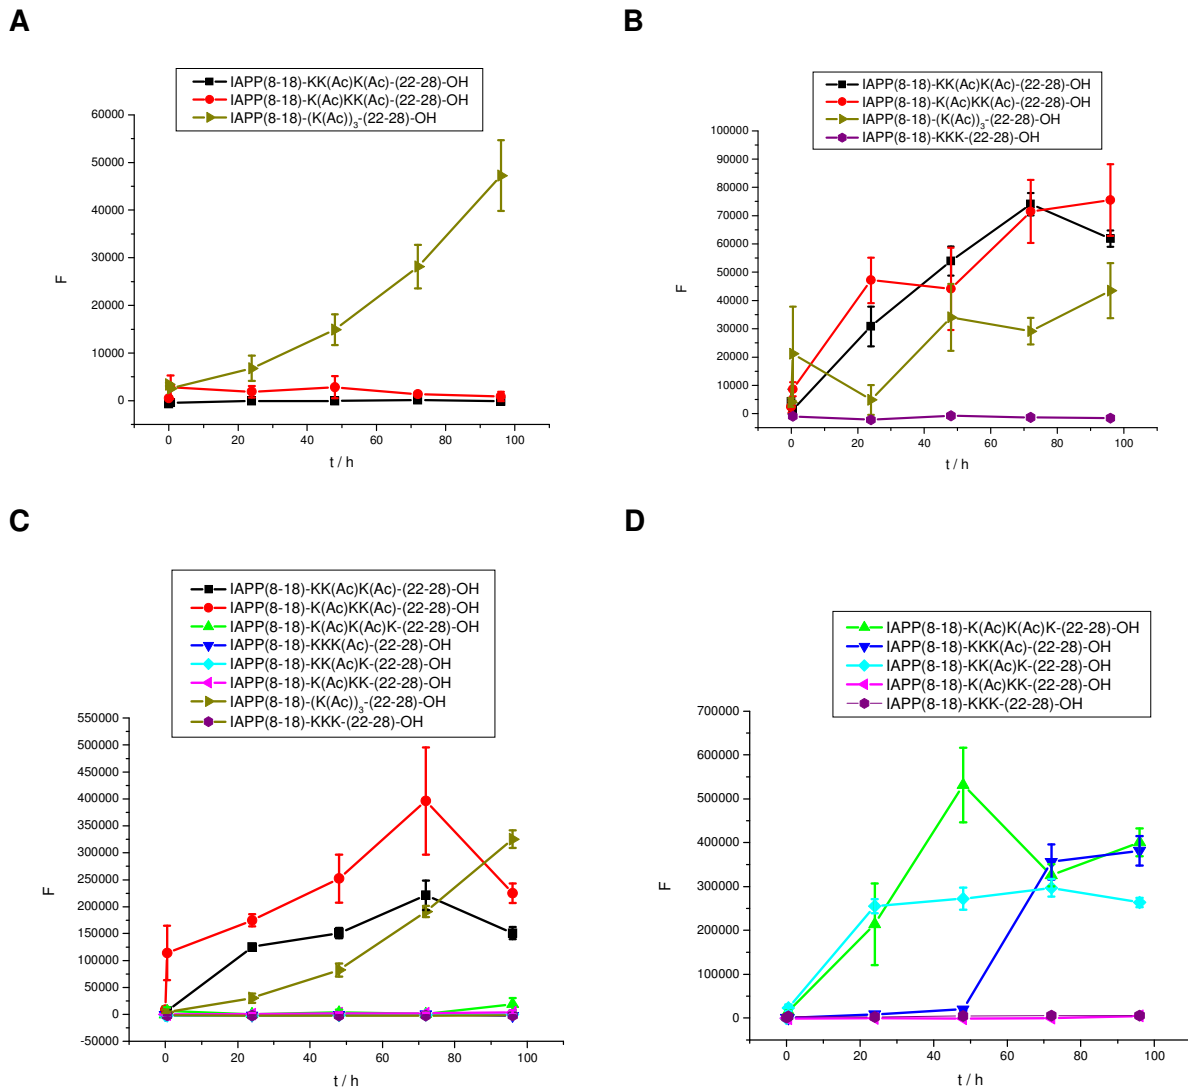 A
IAPP(8-18)-KK(Ac)K(Ac)-(22-28)-OH
IAPP(8-18)-K(Ac)KK(Ac)-(22-28)-OH
IAPP(8-18)-(K(Ac))3-(22-28)-OH
60000
50000
40000
30000
20000
10000
0
F
0 20 40 60 80 100
t / h
B
IAPP(8-18)-KK(Ac)K(Ac)-(22-28)-OH
IAPP(8-18)-K(Ac)KK(Ac)-(22-28)-OH
IAPP(8-18)-(K(Ac))3-(22-28)-OH
IAPP(8-18)-KKK-(22-28)-OH
100000
90000
80000
70000
60000
50000
40000
30000
20000
10000
0
F
0 20 40 60 80 100
t / h
C
IAPP(8-18)-KK(Ac)K(Ac)-(22-28)-OH
IAPP(8-18)-K(Ac)KK(Ac)-(22-28)-OH
IAPP(8-18)-K(Ac)K(Ac)K-(22-28)-OH
IAPP(8-18)-KKK(Ac)-(22-28)-OH
IAPP(8-18)-KK(Ac)K-(22-28)-OH
IAPP(8-18)-K(Ac)KK-(22-28)-OH
IAPP(8-18)-(K(Ac))3-(22-28)-OH
IAPP(8-18)-KKK-(22-28)-OH
550000
500000
450000
400000
350000
300000
250000
200000
150000
100000
50000
0
-50000
F
0 20 40 60 80 100
t / h
D
IAPP(8-18)-K(Ac)K(Ac)K-(22-28)-OH
IAPP(8-18)-KKK(Ac)-(22-28)-OH
IAPP(8-18)-KK(Ac)K-(22-28)-OH
IAPP(8-18)-K(Ac)KK-(22-28)-OH
IAPP(8-18)-KKK-(22-28)-OH
700000
600000
500000
400000
300000
200000
100000
0
F
0 20 40 60 80 100
t / h